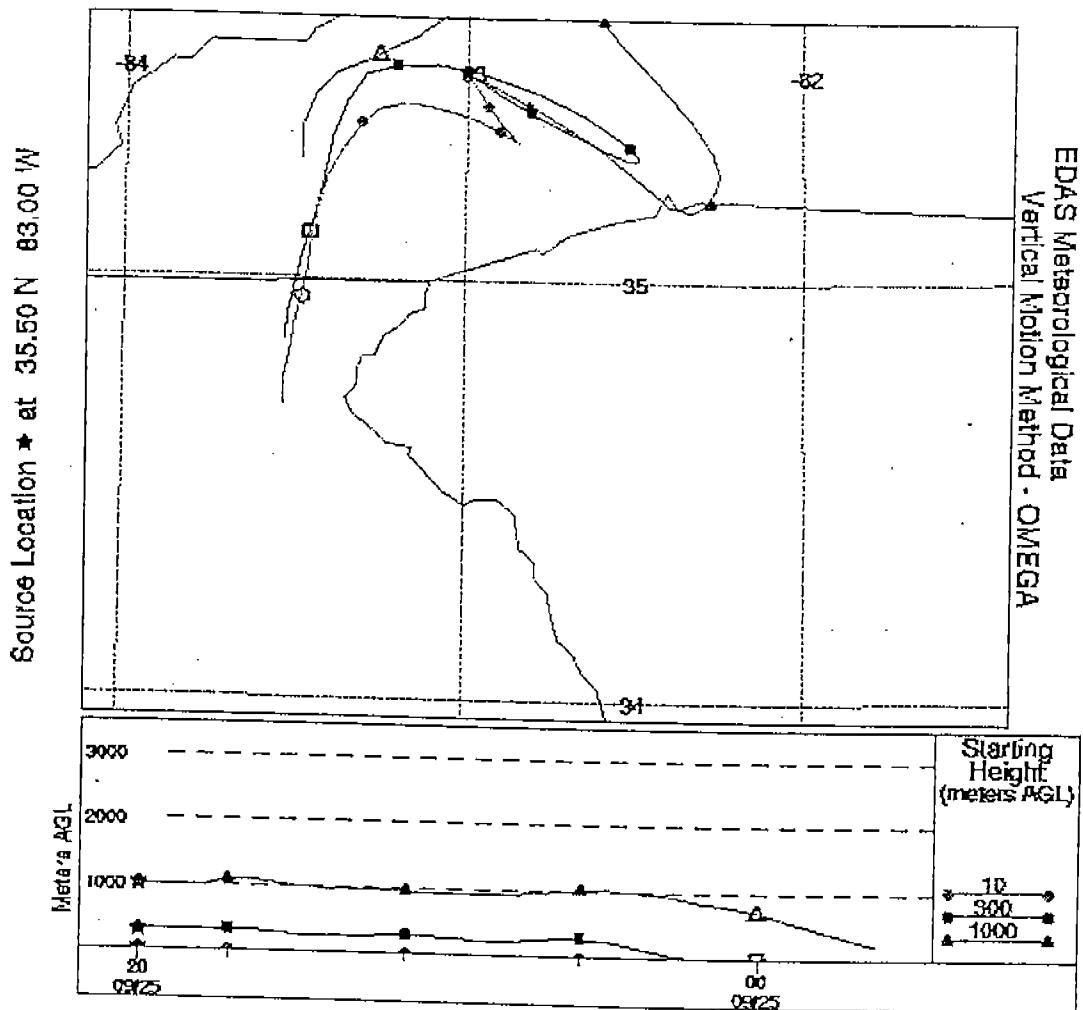 Source Location ★ at 35.50 N 83.00 W
-84
-82
35
34
EDAS Meteorological Data
Vertical Motion Method - OMEGA
Meters AGL
3000
2000
1000
20
09/25
00
09/25
Starting
Height
(meters AGL)
10
300
1000